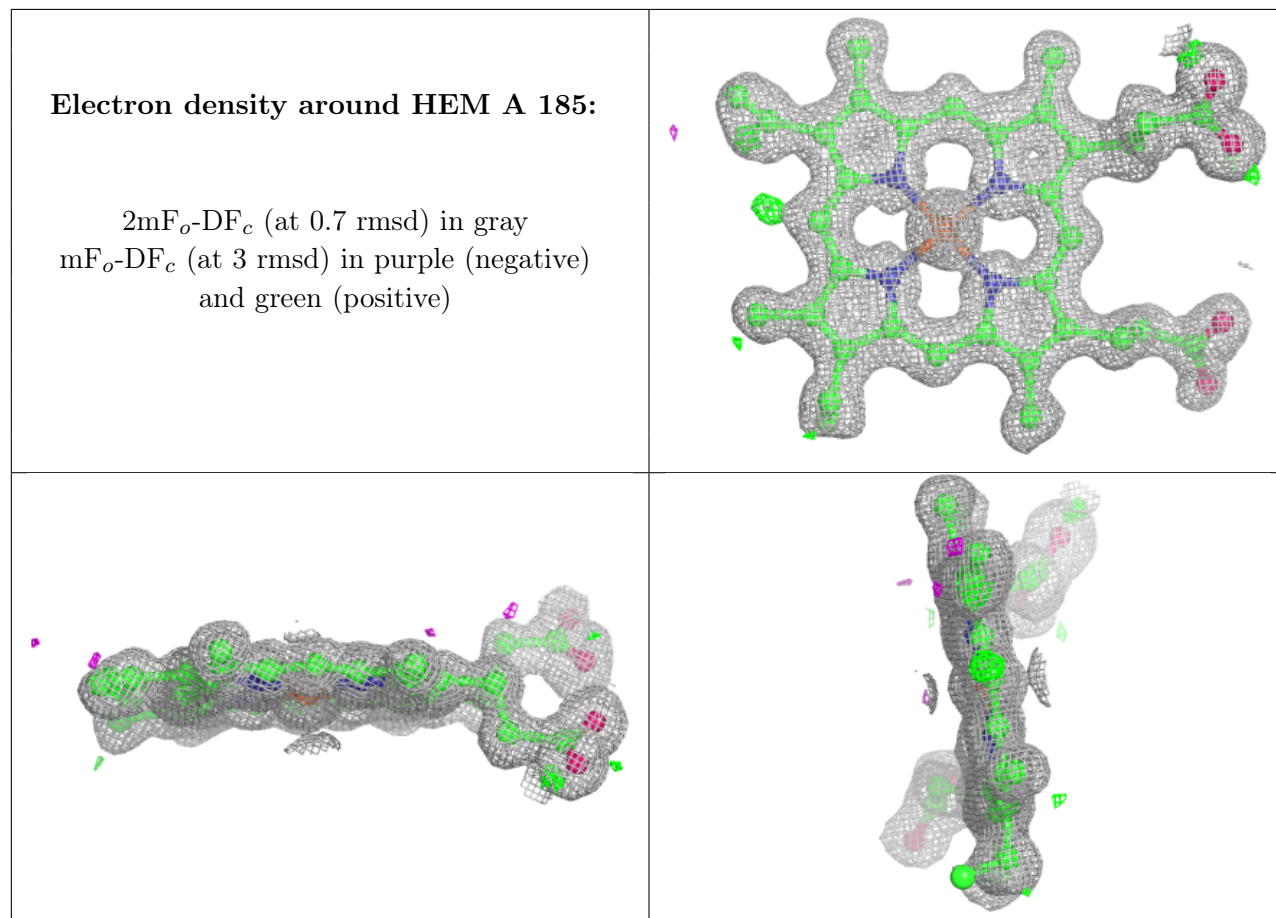 Electron density around HEM A 185:
2mFo-DFc (at 0.7 rmsd) in gray
mFo-DFc (at 3 rmsd) in purple (negative)
and green (positive)